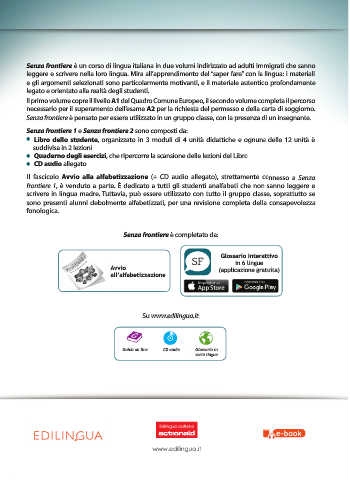 Senza frontiere è un corso di lingua italiana in due volumi indirizzato ad adulti immigrati che sanno
leggere e scrivere nella loro lingua. Mira all'apprendimento del "saper fare" con la lingua: i materiali
e gli argomenti selezionati sono particolarmente motivanti, e il materiale autentico profondamente
legato e orientato alla realtà degli studenti.
Il primo volume copre il livello A1 del Quadro Comune Europeo, il secondo volume completa il percorso
necessario per il superamento dell'esame A2 per la richiesta del permesso e della carta di soggiorno.
Senza frontiere è pensato per essere utilizzato in un gruppo classe, con la presenza di un insegnante.
Senza frontiere 1 e Senza frontiere 2 sono composti da:
• Libro dello studente, organizzato in 3 moduli di 4 unità didattiche e ognune delle 12 unità è
suddivisa in 2 lezioni
• Quaderno degli esercizi, che ripercorre la scansione delle lezioni del Libro
• CD audio allegato
Il fascicolo Avvio alla alfabetizzazione (+ CD audio allegato), strettamente connesso a Senza
frontiere 1, è venduto a parte. È dedicato a tutti gli studenti analfabeti che non sanno leggere e
scrivere in lingua madre. Tuttavia, può essere utilizzato con tutto il gruppo classe, soprattutto se
sono presenti alunni debolmente alfabetizzati, per una revisione completa della consapevolezza
fonologica.
Senza frontiere è completato da:
Avvio
all'alfabetizzazione
SF
Glossario interattivo
in 6 lingue
(applicazione gratuita)
App Store
Google Play
Su www.edilingua.it
CD audio
EDILINGUA
actionaid
e-book
www.edilingua.it